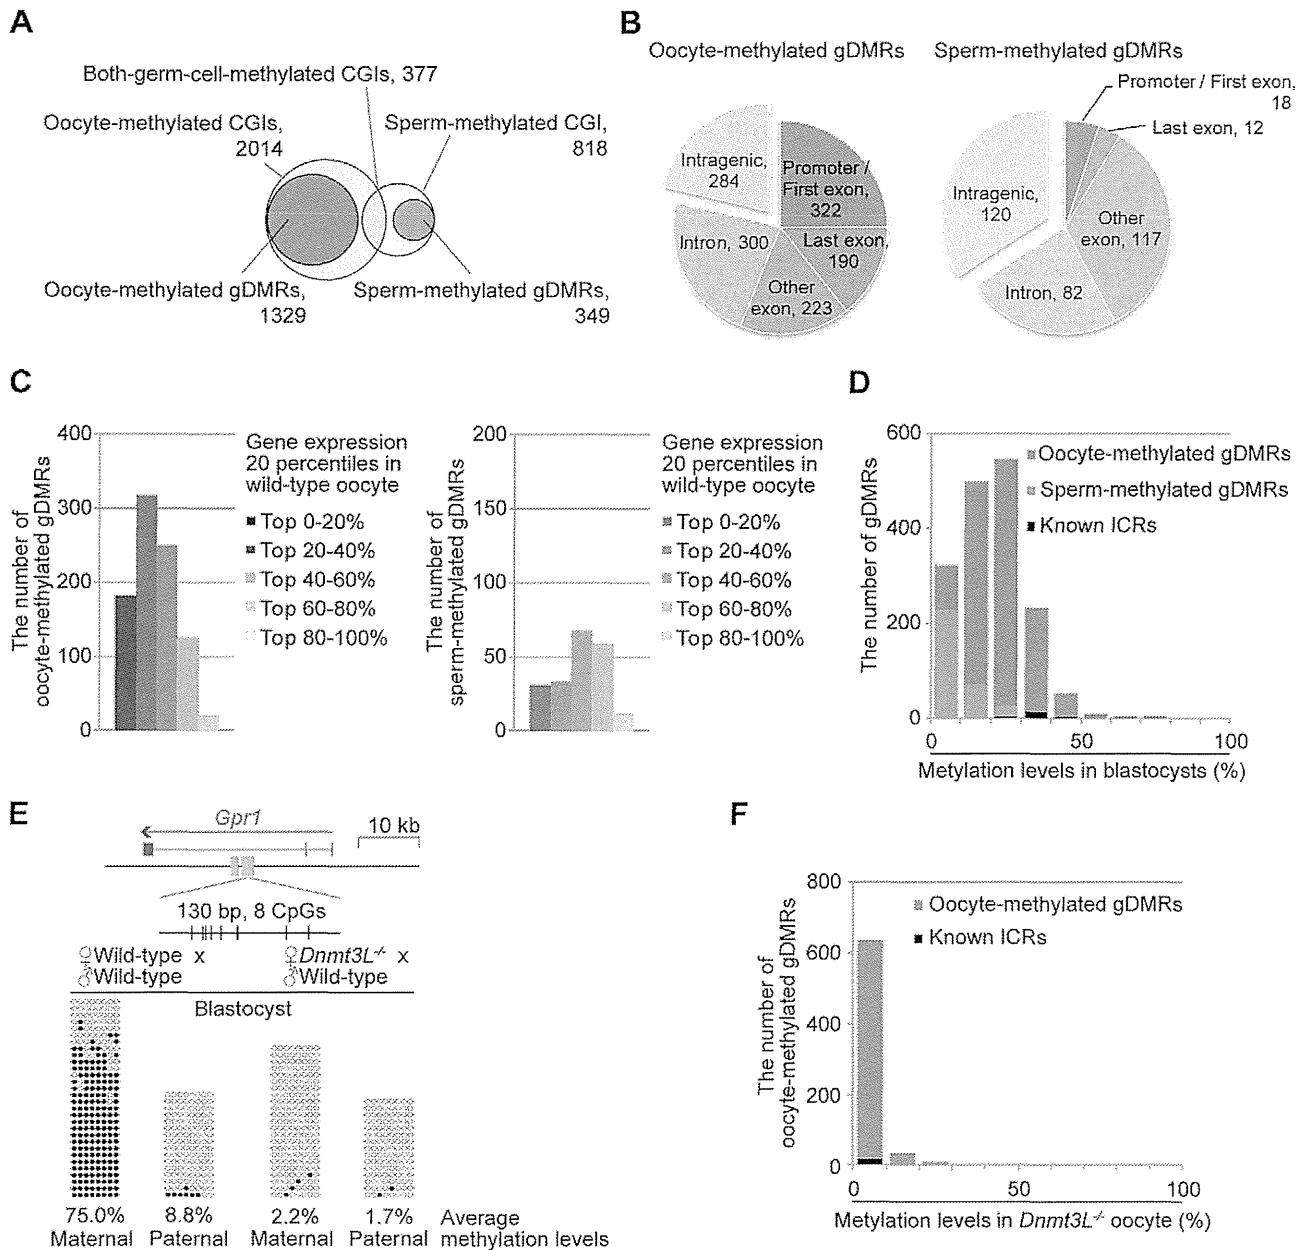 A
Both-germ-cell-methylated CGIs, 377
Oocyte-methylated CGIs,
2014
Sperm-methylated CGI,
818
Oocyte-methylated gDMRs,
1329
Sperm-methylated gDMRs,
349
B
Oocyte-methylated gDMRs
Intragenic,
284
Promoter /
First exon,
322
Intron, 300
Last exon,
190
Other
exon, 223
Sperm-methylated gDMRs
Promoter / First exon,
18
Last exon, 12
Intragenic,
120
Other
exon, 117
Intron, 82
C
The number of
oocyte-methylated gDMRs
400
300
200
100
0
Gene expression
20 percentiles in
wild-type oocyte
Top 0-20%
Top 20-40%
Top 40-60%
Top 60-80%
Top 80-100%
The number of
sperm-methylated gDMRs
200
150
100
50
0
Gene expression
20 percentiles in
wild-type oocyte
Top 0-20%
Top 20-40%
Top 40-60%
Top 60-80%
Top 80-100%
D
The number of gDMRs
600
400
200
0
Oocyte-methylated gDMRs
Sperm-methylated gDMRs
Known ICRs
0 50 100
Metylation levels in blastocysts (%)
E
Gpr1
10 kb
130 bp, 8 CpGs
♀Wild-type x
♂Wild-type
♀Dnmt3L-/- x
♂Wild-type
Blastocyst
75.0% 8.8% 2.2% 1.7% Average
Maternal Paternal Maternal Paternal methylation levels
F
The number of
oocyte-methylated gDMRs
800
600
400
200
0
Oocyte-methylated gDMRs
Known ICRs
0 50 100
Metylation levels in Dnmt3L-/- oocyte (%)